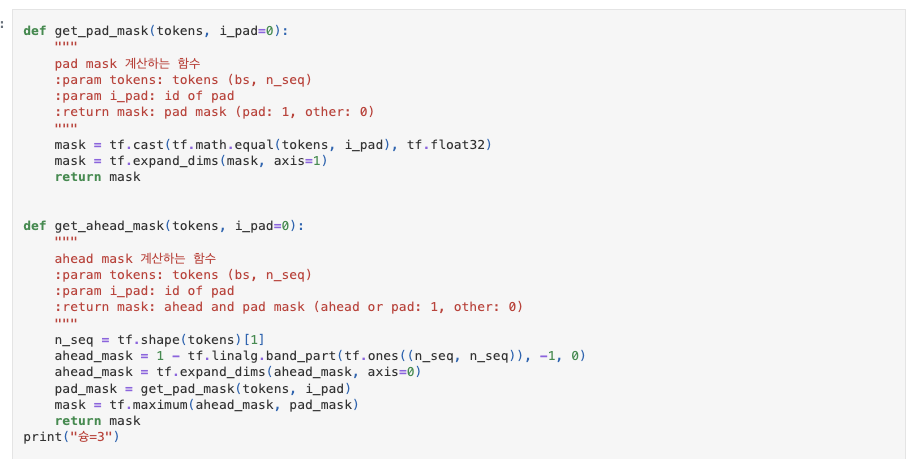 :
def get_pad_mask(tokens, i_pad=0):
    """
    pad mask 계산하는 함수
    :param tokens: tokens (bs, n_seq)
    :param i_pad: id of pad
    :return mask: pad mask (pad: 1, other: 0)
    """
    mask = tf.cast(tf.math.equal(tokens, i_pad), tf.float32)
    mask = tf.expand_dims(mask, axis=1)
    return mask
def get_ahead_mask(tokens, i_pad=0):
    """
    ahead mask 계산하는 함수
    :param tokens: tokens (bs, n_seq)
    :param i_pad: id of pad
    :return mask: ahead and pad mask (ahead or pad: 1, other: 0)
    """
    n_seq = tf.shape(tokens)[1]
    ahead_mask = 1 - tf.linalg.band_part(tf.ones((n_seq, n_seq)), -1, 0)
    ahead_mask = tf.expand_dims(ahead_mask, axis=0)
    pad_mask = get_pad_mask(tokens, i_pad)
    mask = tf.maximum(ahead_mask, pad_mask)
    return mask
print("슝=3")